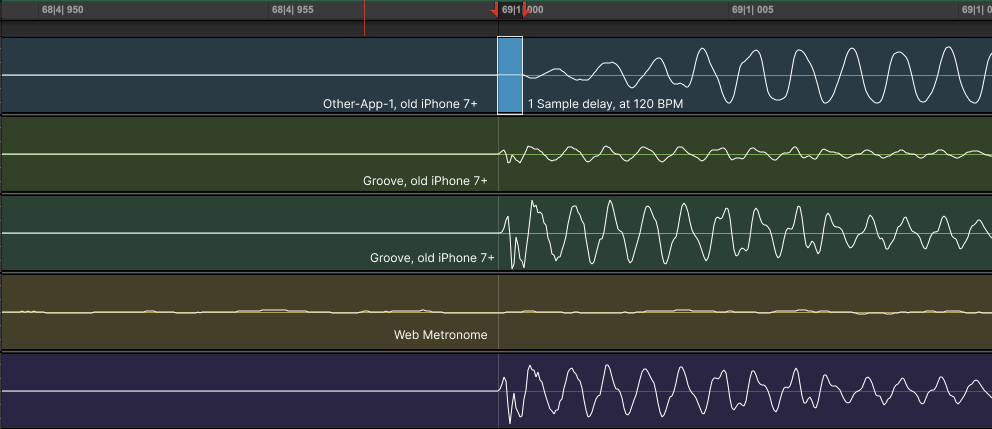 68|4| 950
68|4| 955
69|1| 000
69|1| 005
69|1| 0
Other-App-1, old iPhone 7+
1 Sample delay, at 120 BPM
Groove, old iPhone 7+
Groove, old iPhone 7+
Web Metronome